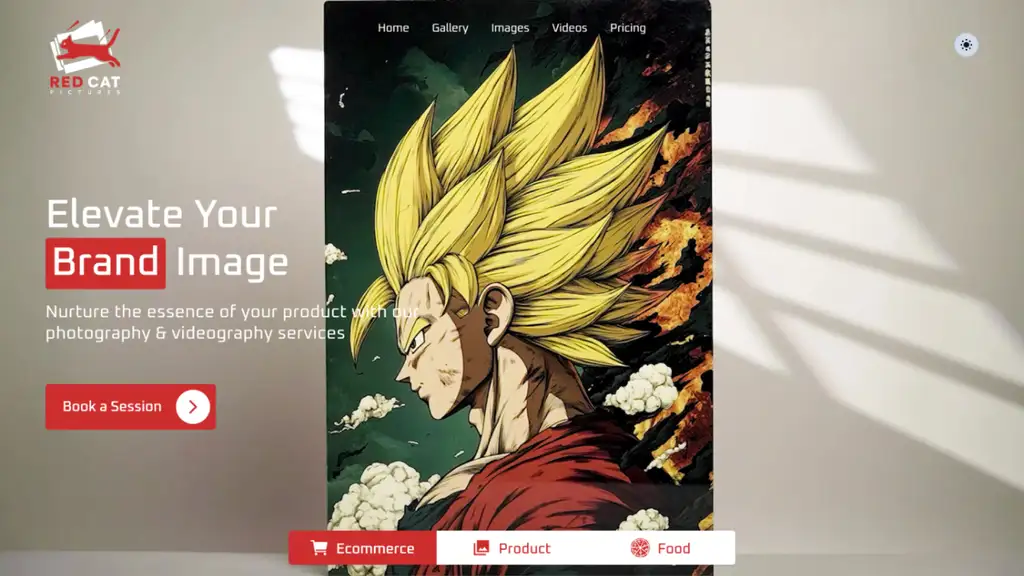 Home Gallery Images Videos Pricing
RED CAT
PICTURES
Elevate Your
Brand Image
Nurture the essence of your product with our
photography & videography services
Book a Session
Ecommerce Product Food